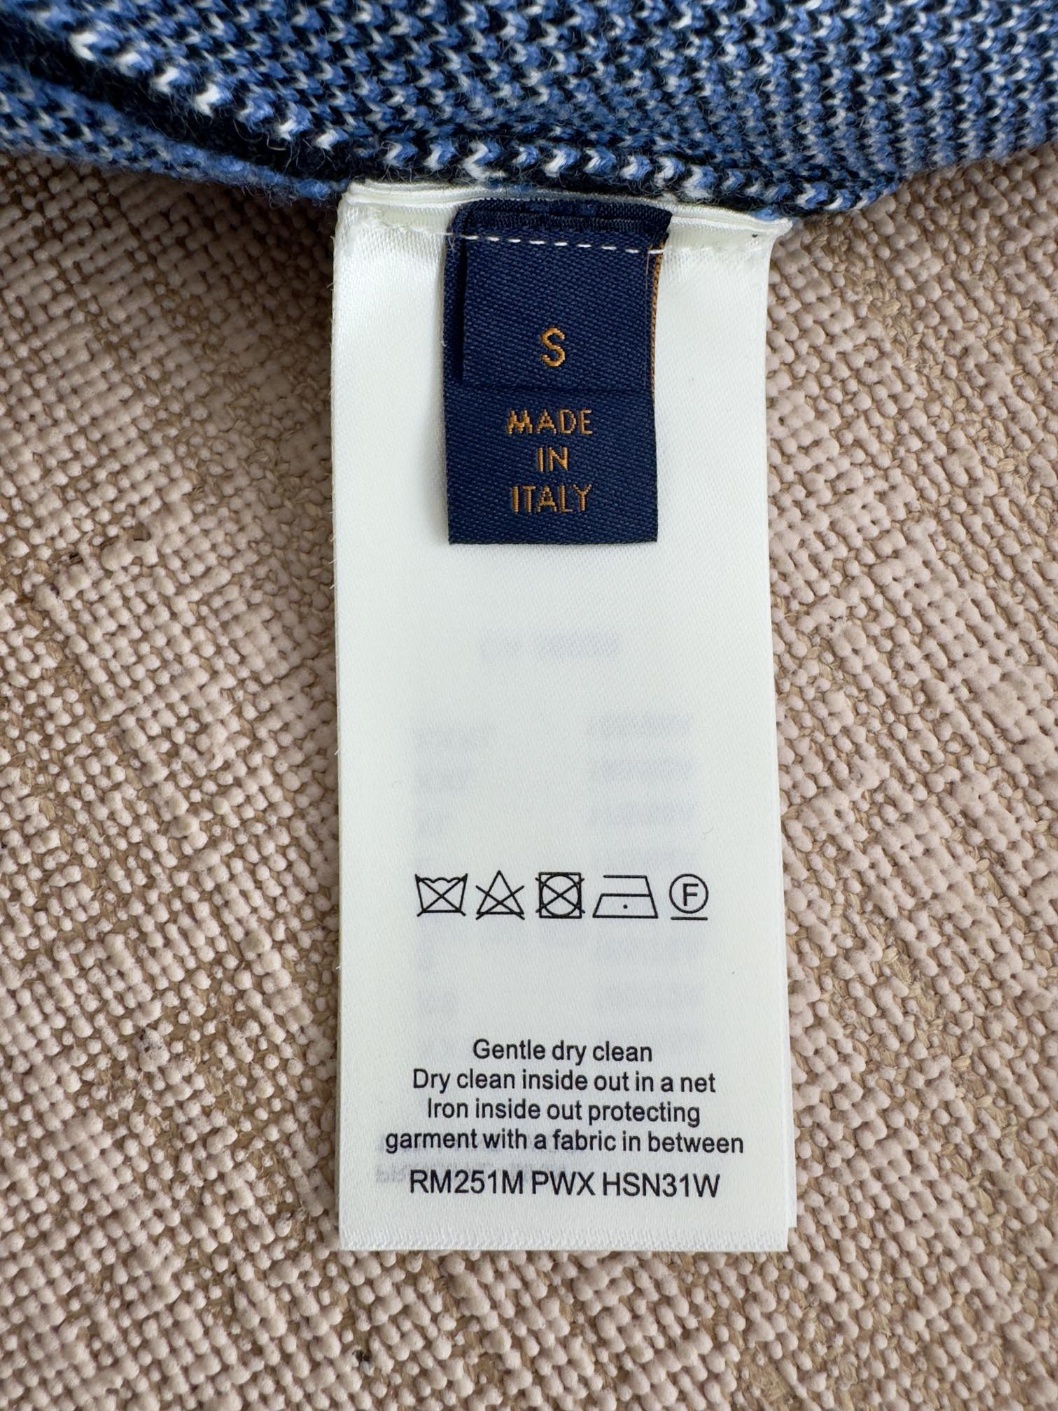 S
MADE
IN
ITALY
F
Gentle dry clean
Dry clean inside out in a net
Iron inside out protecting
garment with a fabric in between
RM251M PWX HSN31W